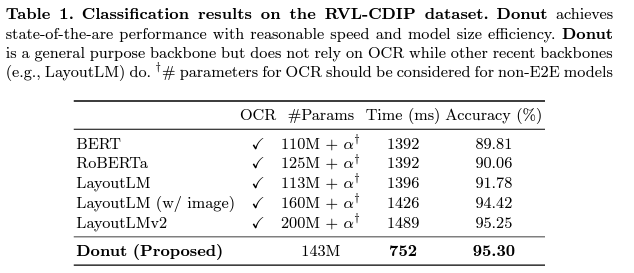 Table 1. Classification results on the RVL-CDIP dataset. Donut achieves
state-of-the-are performance with reasonable speed and model size efficiency. Donut
is a general purpose backbone but does not rely on OCR while other recent backbones
(e.g., LayoutLM) do. †# parameters for OCR should be considered for non-E2E models
OCR #Params Time (ms) Accuracy (%)
BERT ✓ 110M + α† 1392 89.81
RoBERTa ✓ 125M + α† 1392 90.06
LayoutLM ✓ 113M + α† 1396 91.78
LayoutLM (w/ image) ✓ 160M + α† 1426 94.42
LayoutLMv2 ✓ 200M + α† 1489 95.25
Donut (Proposed) 143M 752 95.30